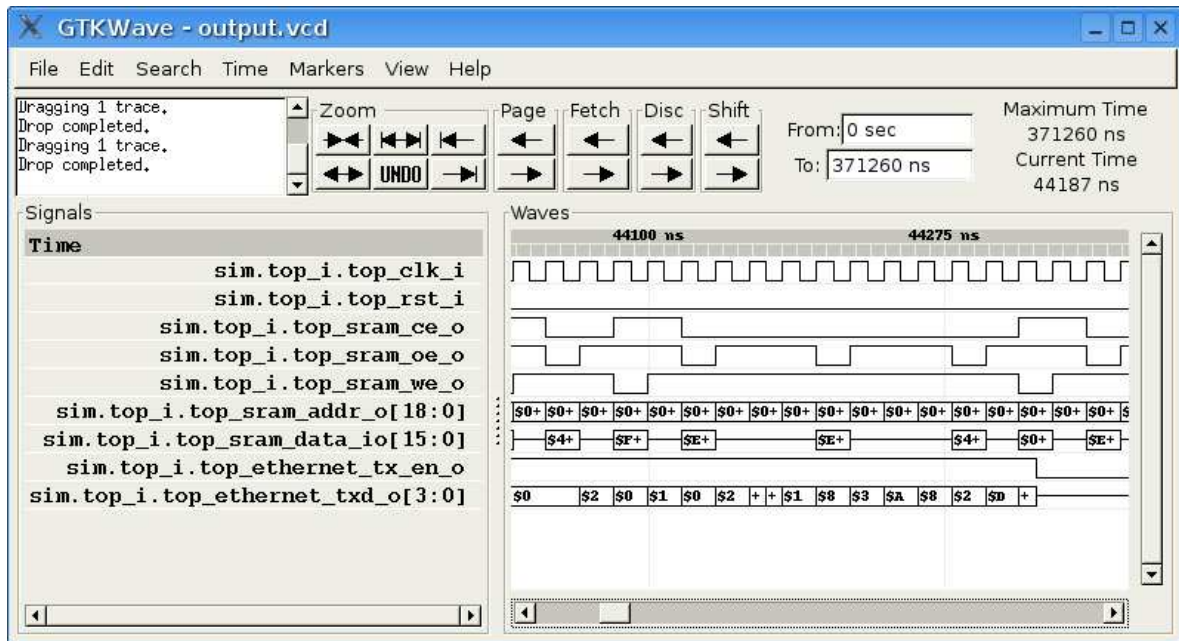 GTKWave - output.vcd
File Edit Search Time Markers View Help
Dragging 1 trace.
Drop completed.
Dragging 1 trace.
Drop completed.
Zoom
UNDO
Page
Fetch
Disc
Shift
From: 0 sec
To: 371260 ns
Maximum Time
371260 ns
Current Time
44187 ns
Signals
Time
sim.top_i.top_clk_i
sim.top_i.top_rst_i
sim.top_i.top_sram_ce_o
sim.top_i.top_sram_oe_o
sim.top_i.top_sram_we_o
sim.top_i.top_sram_addr_o[18:0]
sim.top_i.top_sram_data_io[15:0]
sim.top_i.top_ethernet_tx_en_o
sim.top_i.top_ethernet_txd_o[3:0]
Waves
44100 ns 44275 ns
$0+ $0+ $0+ $0+ $0+ $0+ $0+ $0+ $0+ $0+ $0+ $0+ $0+ $0+ $0+ $0+ $0+ $0+ $
$4+ $F+ $E+ $E+ $4+ $0+ $E+
$0 $2 $0 $1 $0 $2 + + $1 $8 $3 $A $8 $2 $D +